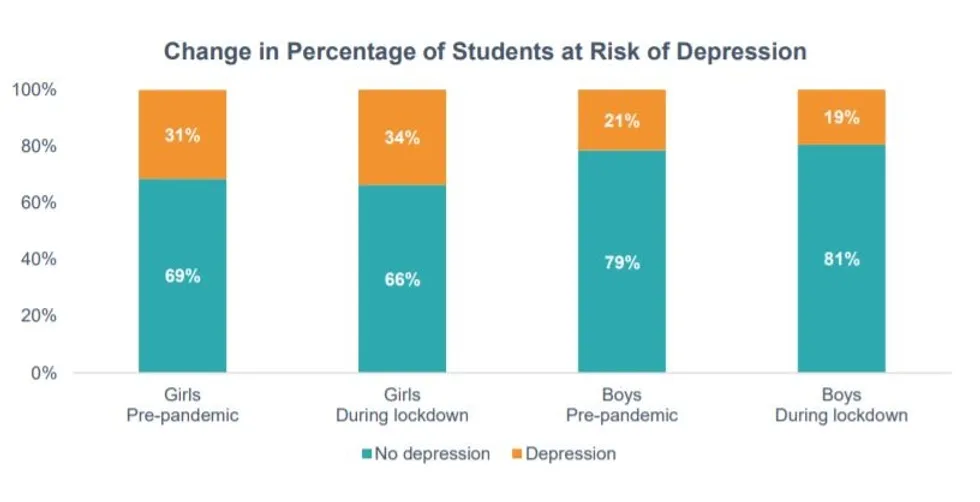 Change in Percentage of Students at Risk of Depression
100%
80%
60%
40%
20%
0%
31%
69%
34%
66%
21%
79%
19%
81%
Girls
Pre-pandemic
Girls
During lockdown
Boys
Pre-pandemic
Boys
During lockdown
No depression
Depression